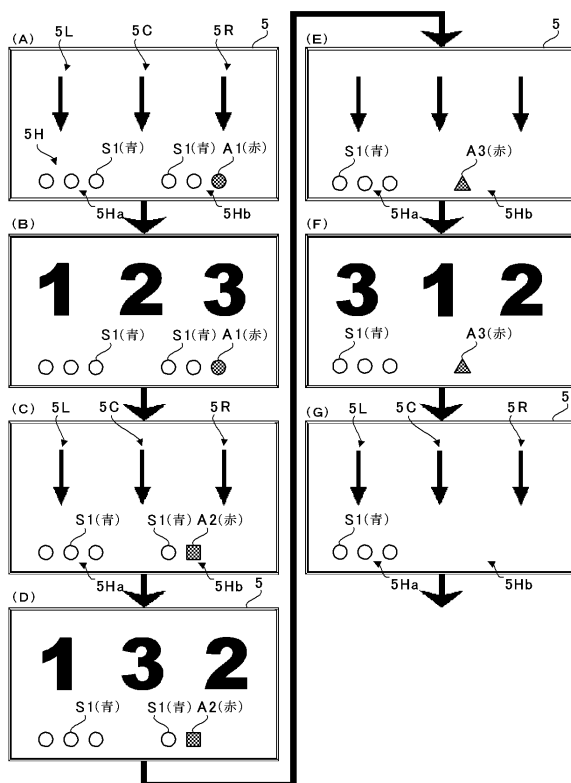 (A) 5L 5C 5R 5
5H S1(青) S1(青) A1(赤)
5Ha 5Hb
(B)
1 2 3
S1(青) S1(青) A1(赤)
(C) 5L 5C 5R 5
S1(青) S1(青) A2(赤)
5Ha 5Hb
(D) 5
1 3 2
S1(青) S1(青) A2(赤)
(E) 5
S1(青) A3(赤)
5Ha 5Hb
(F)
3 1 2
S1(青) A3(赤)
(G) 5L 5C 5R 5
S1(青)
5Ha 5Hb